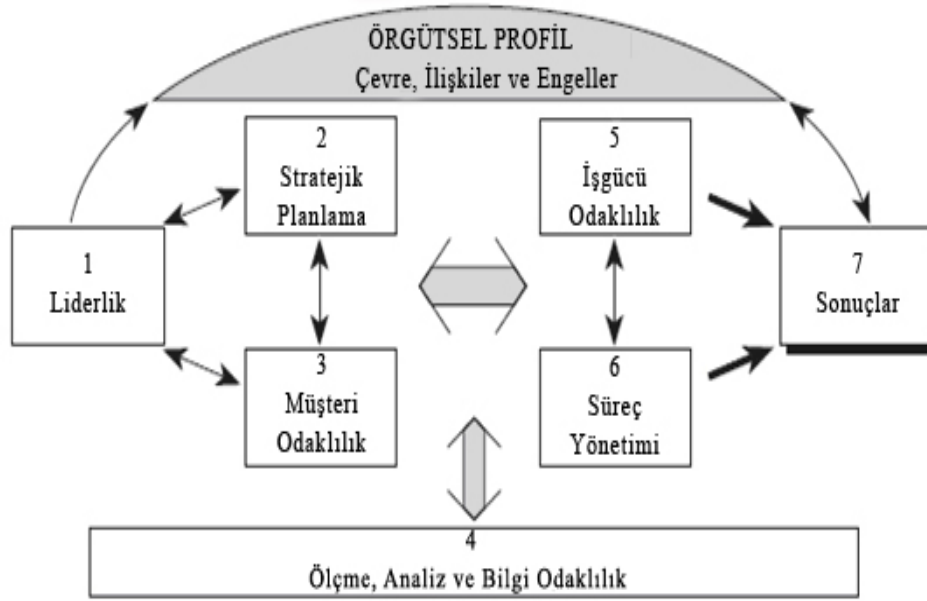 ÖRGÜTSEL PROFİL
Çevre, İlişkiler ve Engeller
1
Liderlik
2
Stratejik
Planlama
3
Müşteri
Odaklılık
5
İşgücü
Odaklılık
6
Süreç
Yönetimi
7
Sonuçlar
4
Ölçme, Analiz ve Bilgi Odaklılık